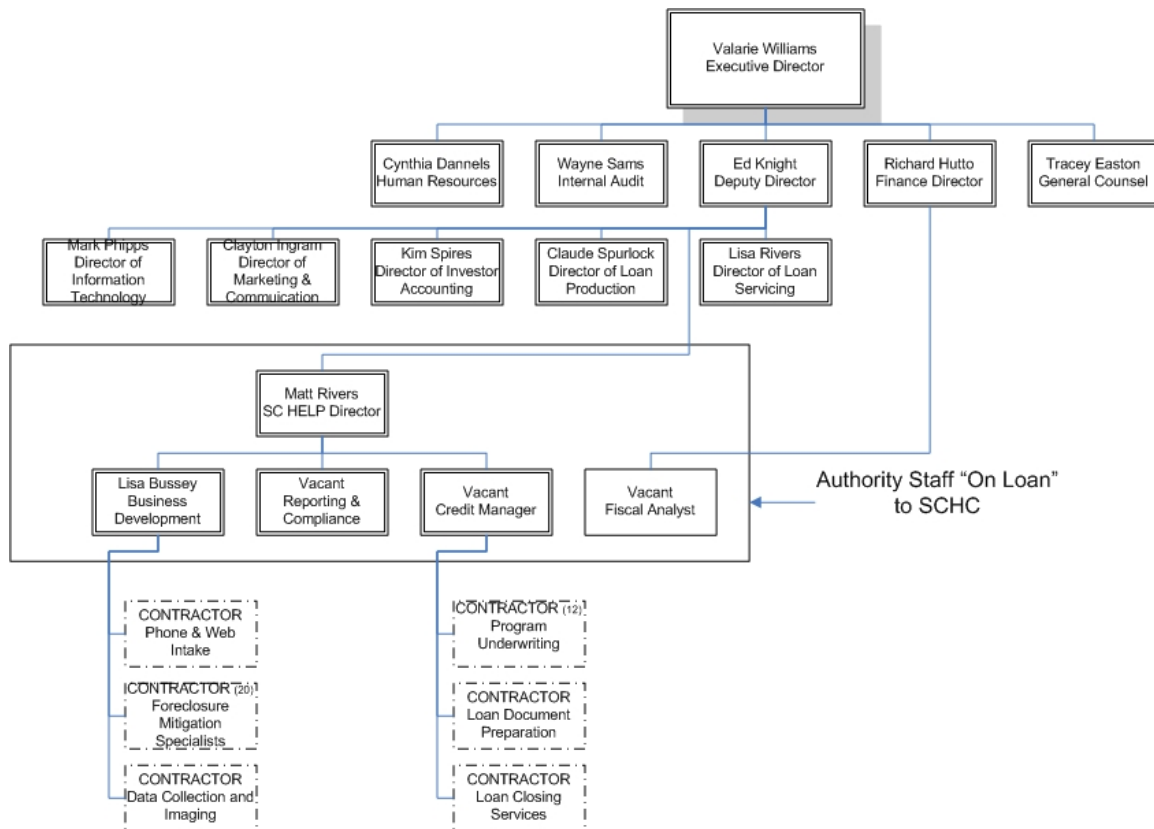 Valarie Williams
Executive Director
Cynthia Dannels
Human Resources
Wayne Sams
Internal Audit
Ed Knight
Deputy Director
Richard Hutto
Finance Director
Tracey Easton
General Counsel
Mark Phipps
Director of
Information
Technology
Clayton Ingram
Director of
Marketing &
Commuication
Kim Spires
Director of Investor
Accounting
Claude Spurlock
Director of Loan
Production
Lisa Rivers
Director of Loan
Servicing
Matt Rivers
SC HELP Director
Lisa Bussey
Business
Development
Vacant
Reporting &
Compliance
Vacant
Credit Manager
Vacant
Fiscal Analyst
Authority Staff “On Loan”
to SCHC
CONTRACTOR
Phone & Web
Intake
CONTRACTOR (20)
Foreclosure
Mitigation
Specialists
CONTRACTOR
Data Collection and
Imaging
CONTRACTOR (12)
Program
Underwriting
CONTRACTOR
Loan Document
Preparation
CONTRACTOR
Loan Closing
Services